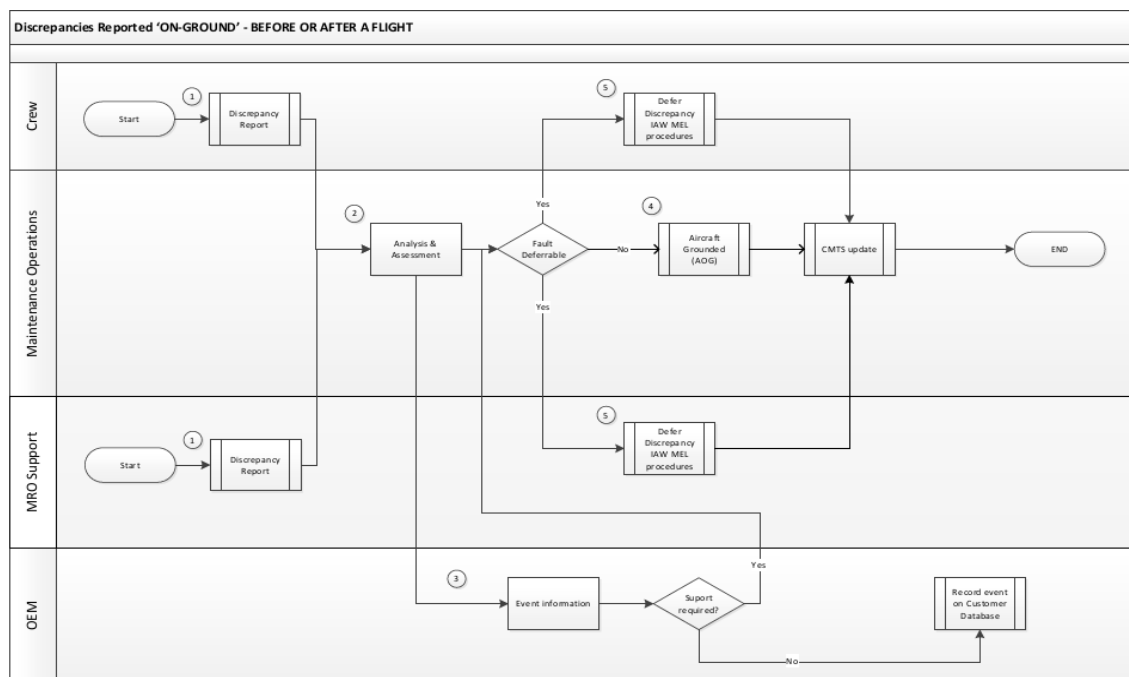 Discrepancies Reported ‘ON-GROUND’ - BEFORE OR AFTER A FLIGHT
Crew
Start
1
Discrepancy
Report
5
Defer
Discrepancy
IAW MEL
procedures
Maintenance Operations
2
Analysis &
Assessment
Yes
Fault
Deferrable
No
Yes
4
Aircraft
Grounded
(AOG)
CMTS update
END
MRO Support
Start
1
Discrepancy
Report
5
Defer
Discrepancy
IAW MEL
procedures
OEM
3
Event information
Suport
required?
Yes
No
Record event
on Customer
Database